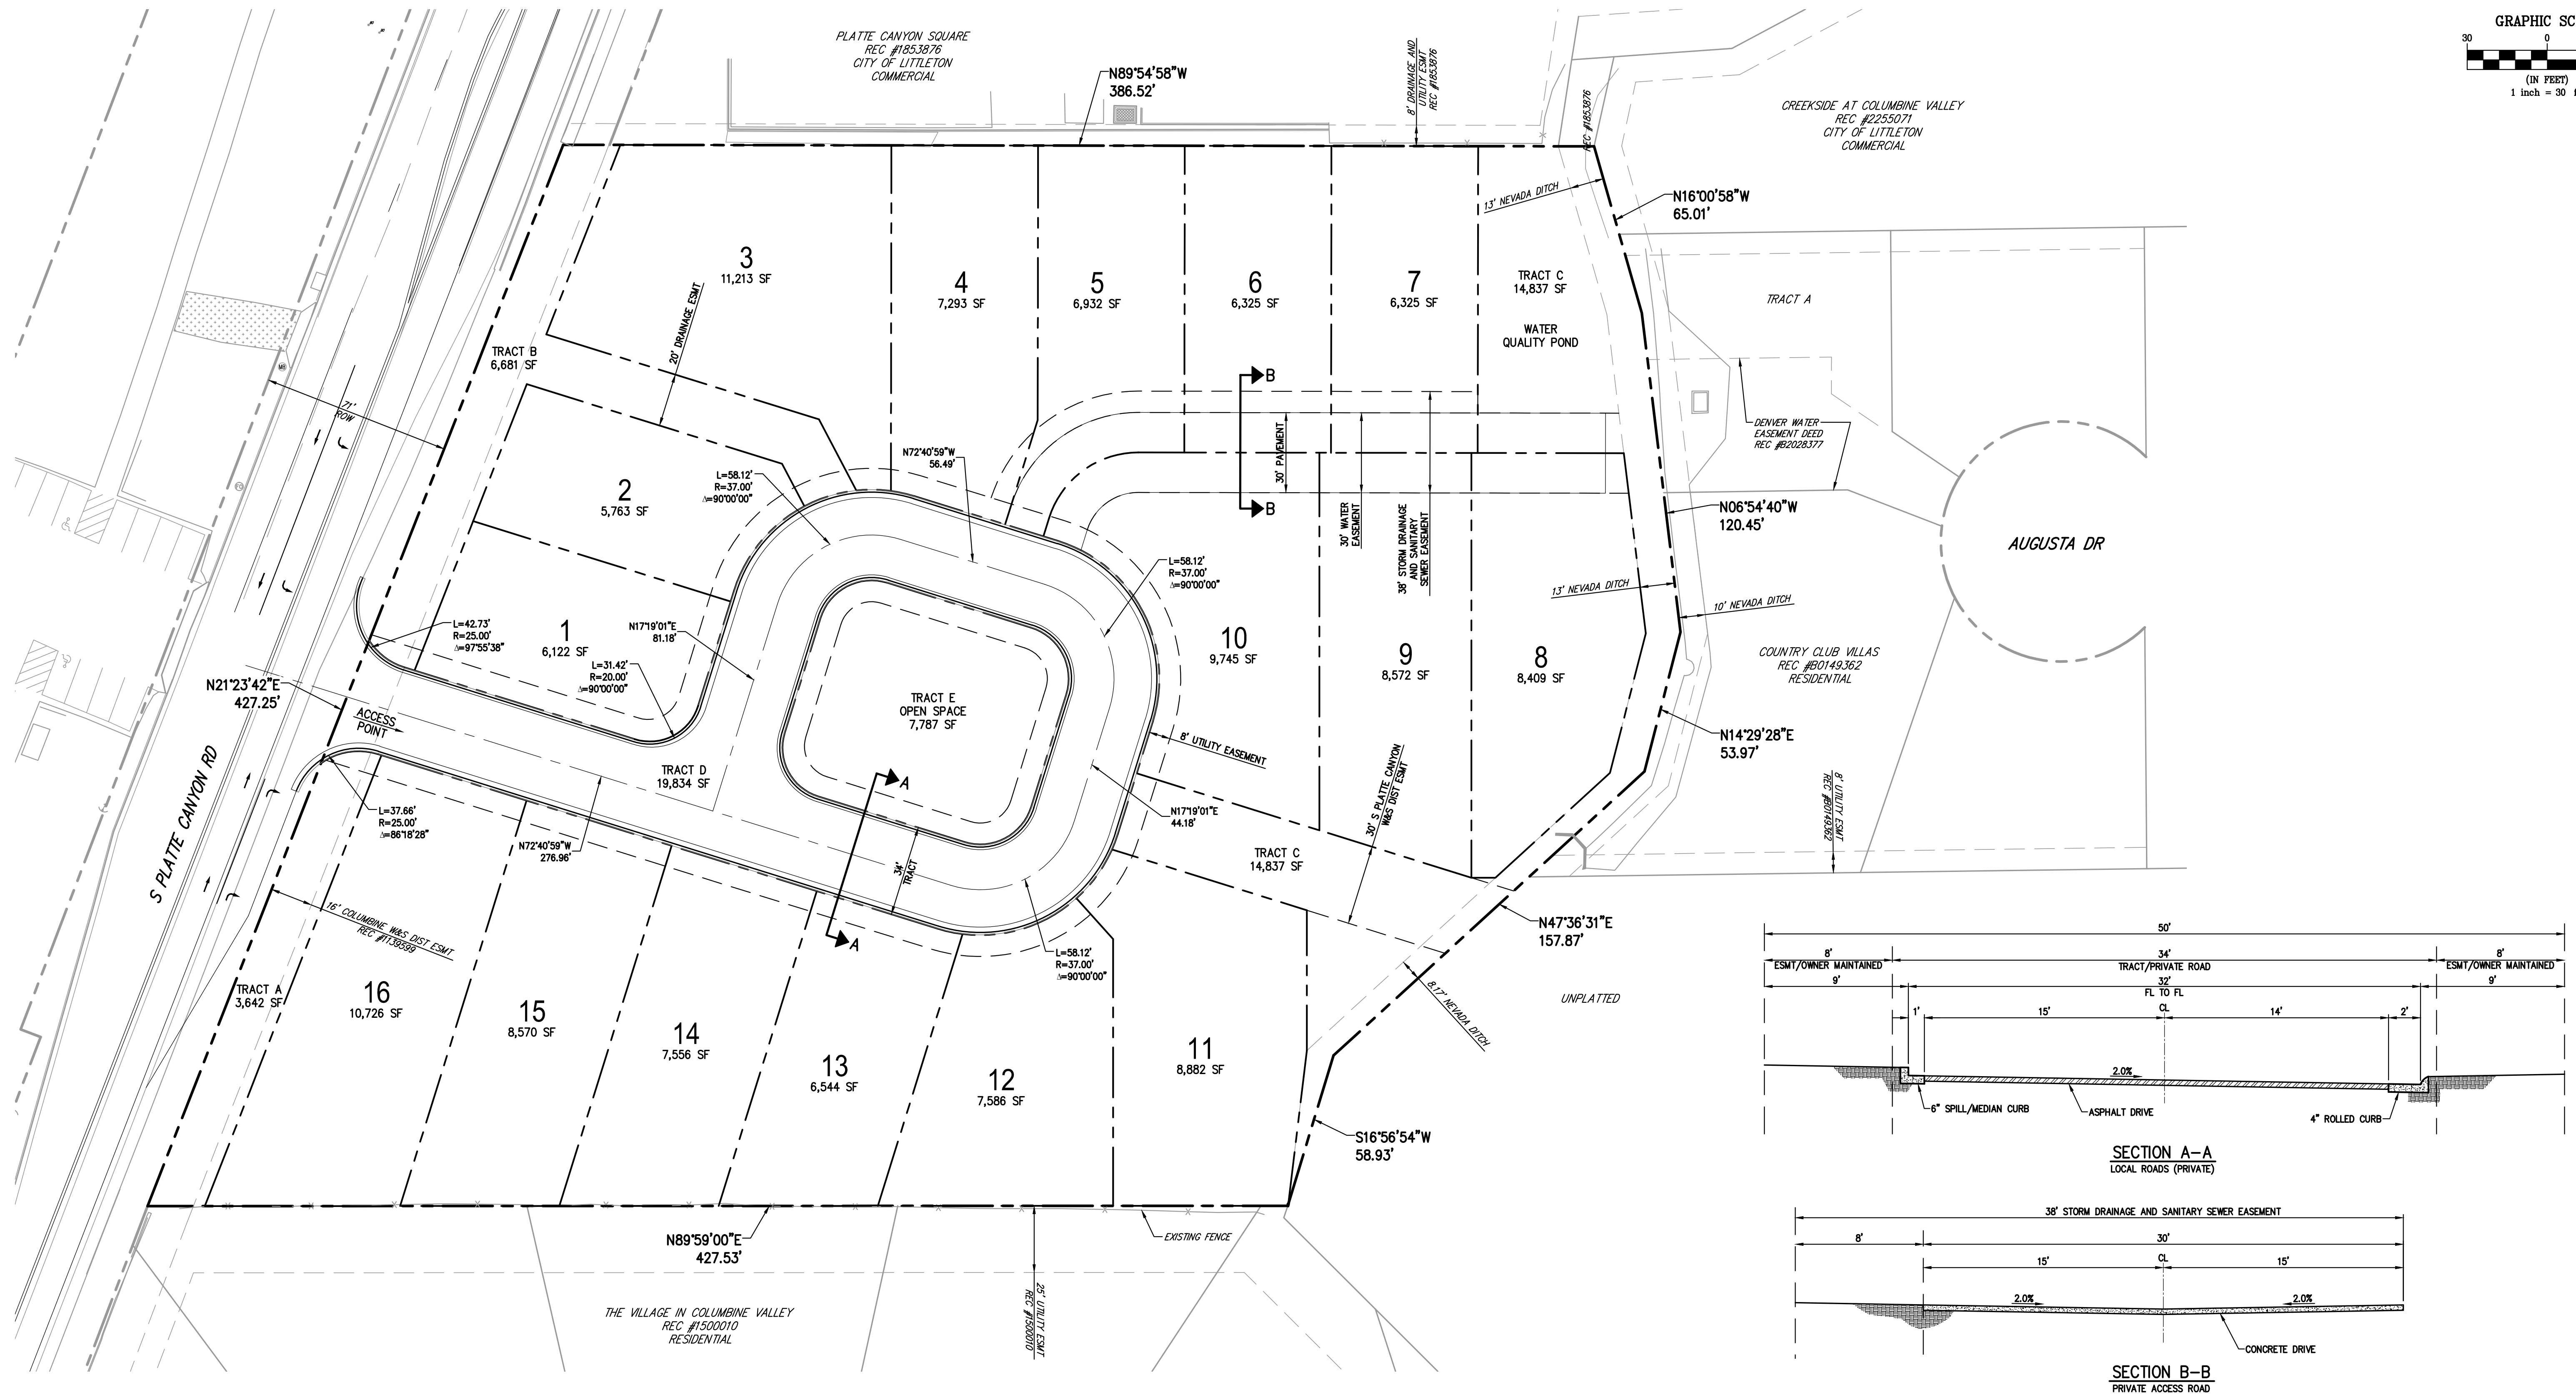 PLATTE CANYON SQUARE
REC #1853876
CITY OF LITTLETON
COMMERCIAL
N89°54'58"W
386.52'
8' DRAINAGE AND
UTILITY ESMT
REC #1853876
REC #1853876
CREEKSIDE AT COLUMBINE VALLEY
REC #2255071
CITY OF LITTLETON
COMMERCIAL
GRAPHIC SC
30
0
(IN FEET)
1 inch = 30 f
13' NEVADA DITCH
N16°00'58"W
65.01'
3
11,213 SF
4
7,293 SF
5
6,932 SF
6
6,325 SF
7
6,325 SF
TRACT C
14,837 SF
WATER
QUALITY POND
TRACT A
20' DRAINAGE ESMT
TRACT B
6,681 SF
71'
ROW
B
DENVER WATER
EASEMENT DEED
REC #B2028377
2
5,763 SF
L=58.12'
R=37.00'
Δ=90°00'00"
N72°40'59"W
56.49'
30' PAVEMENT
B
30' WATER
EASEMENT
38' STORM DRAINAGE
AND SANITARY
SEWER EASEMENT
N06°54'40"W
120.45'
AUGUSTA DR
L=58.12'
R=37.00'
Δ=90°00'00"
13' NEVADA DITCH
10' NEVADA DITCH
L=42.73'
R=25.00'
Δ=97°55'38"
1
6,122 SF
N17°19'01"E
81.18'
L=31.42'
R=20.00'
Δ=90°00'00"
10
9,745 SF
9
8,572 SF
8
8,409 SF
COUNTRY CLUB VILLAS
REC #B0149362
RESIDENTIAL
N21°23'42"E
427.25'
ACCESS
POINT
TRACT E
OPEN SPACE
7,787 SF
8' UTILITY EASEMENT
N14°29'28"E
53.97'
S PLATTE CANYON RD
TRACT D
19,834 SF
A
30' S PLATTE CANYON
W&S DIST ESMT
8' UTILITY ESMT
REC #B0149362
L=37.66'
R=25.00'
Δ=86°18'28"
N17°19'01"E
44.18'
N72°40'59"W
276.96'
34'
TRACT
TRACT C
14,837 SF
16' COLUMBINE W&S DIST ESMT
REC #1139599
A
L=58.12'
R=37.00'
Δ=90°00'00"
N47°36'31"E
157.87'
TRACT A
3,642 SF
16
10,726 SF
15
8,570 SF
14
7,556 SF
13
6,544 SF
12
7,586 SF
11
8,882 SF
8.17' NEVADA DITCH
UNPLATTED
S16°56'54"W
58.93'
N89°59'00"E
427.53'
EXISTING FENCE
25' UTILITY ESMT
REC #1500010
THE VILLAGE IN COLUMBINE VALLEY
REC #1500010
RESIDENTIAL
50'
8'
34'
8'
ESMT/OWNER MAINTAINED
TRACT/PRIVATE ROAD
ESMT/OWNER MAINTAINED
9'
32'
9'
FL TO FL
1'
15'
CL
14'
2'
2.0%
6" SPILL/MEDIAN CURB
ASPHALT DRIVE
4" ROLLED CURB
SECTION A-A
LOCAL ROADS (PRIVATE)
38' STORM DRAINAGE AND SANITARY SEWER EASEMENT
8'
30'
15'
CL
15'
2.0%
2.0%
CONCRETE DRIVE
SECTION B-B
PRIVATE ACCESS ROAD